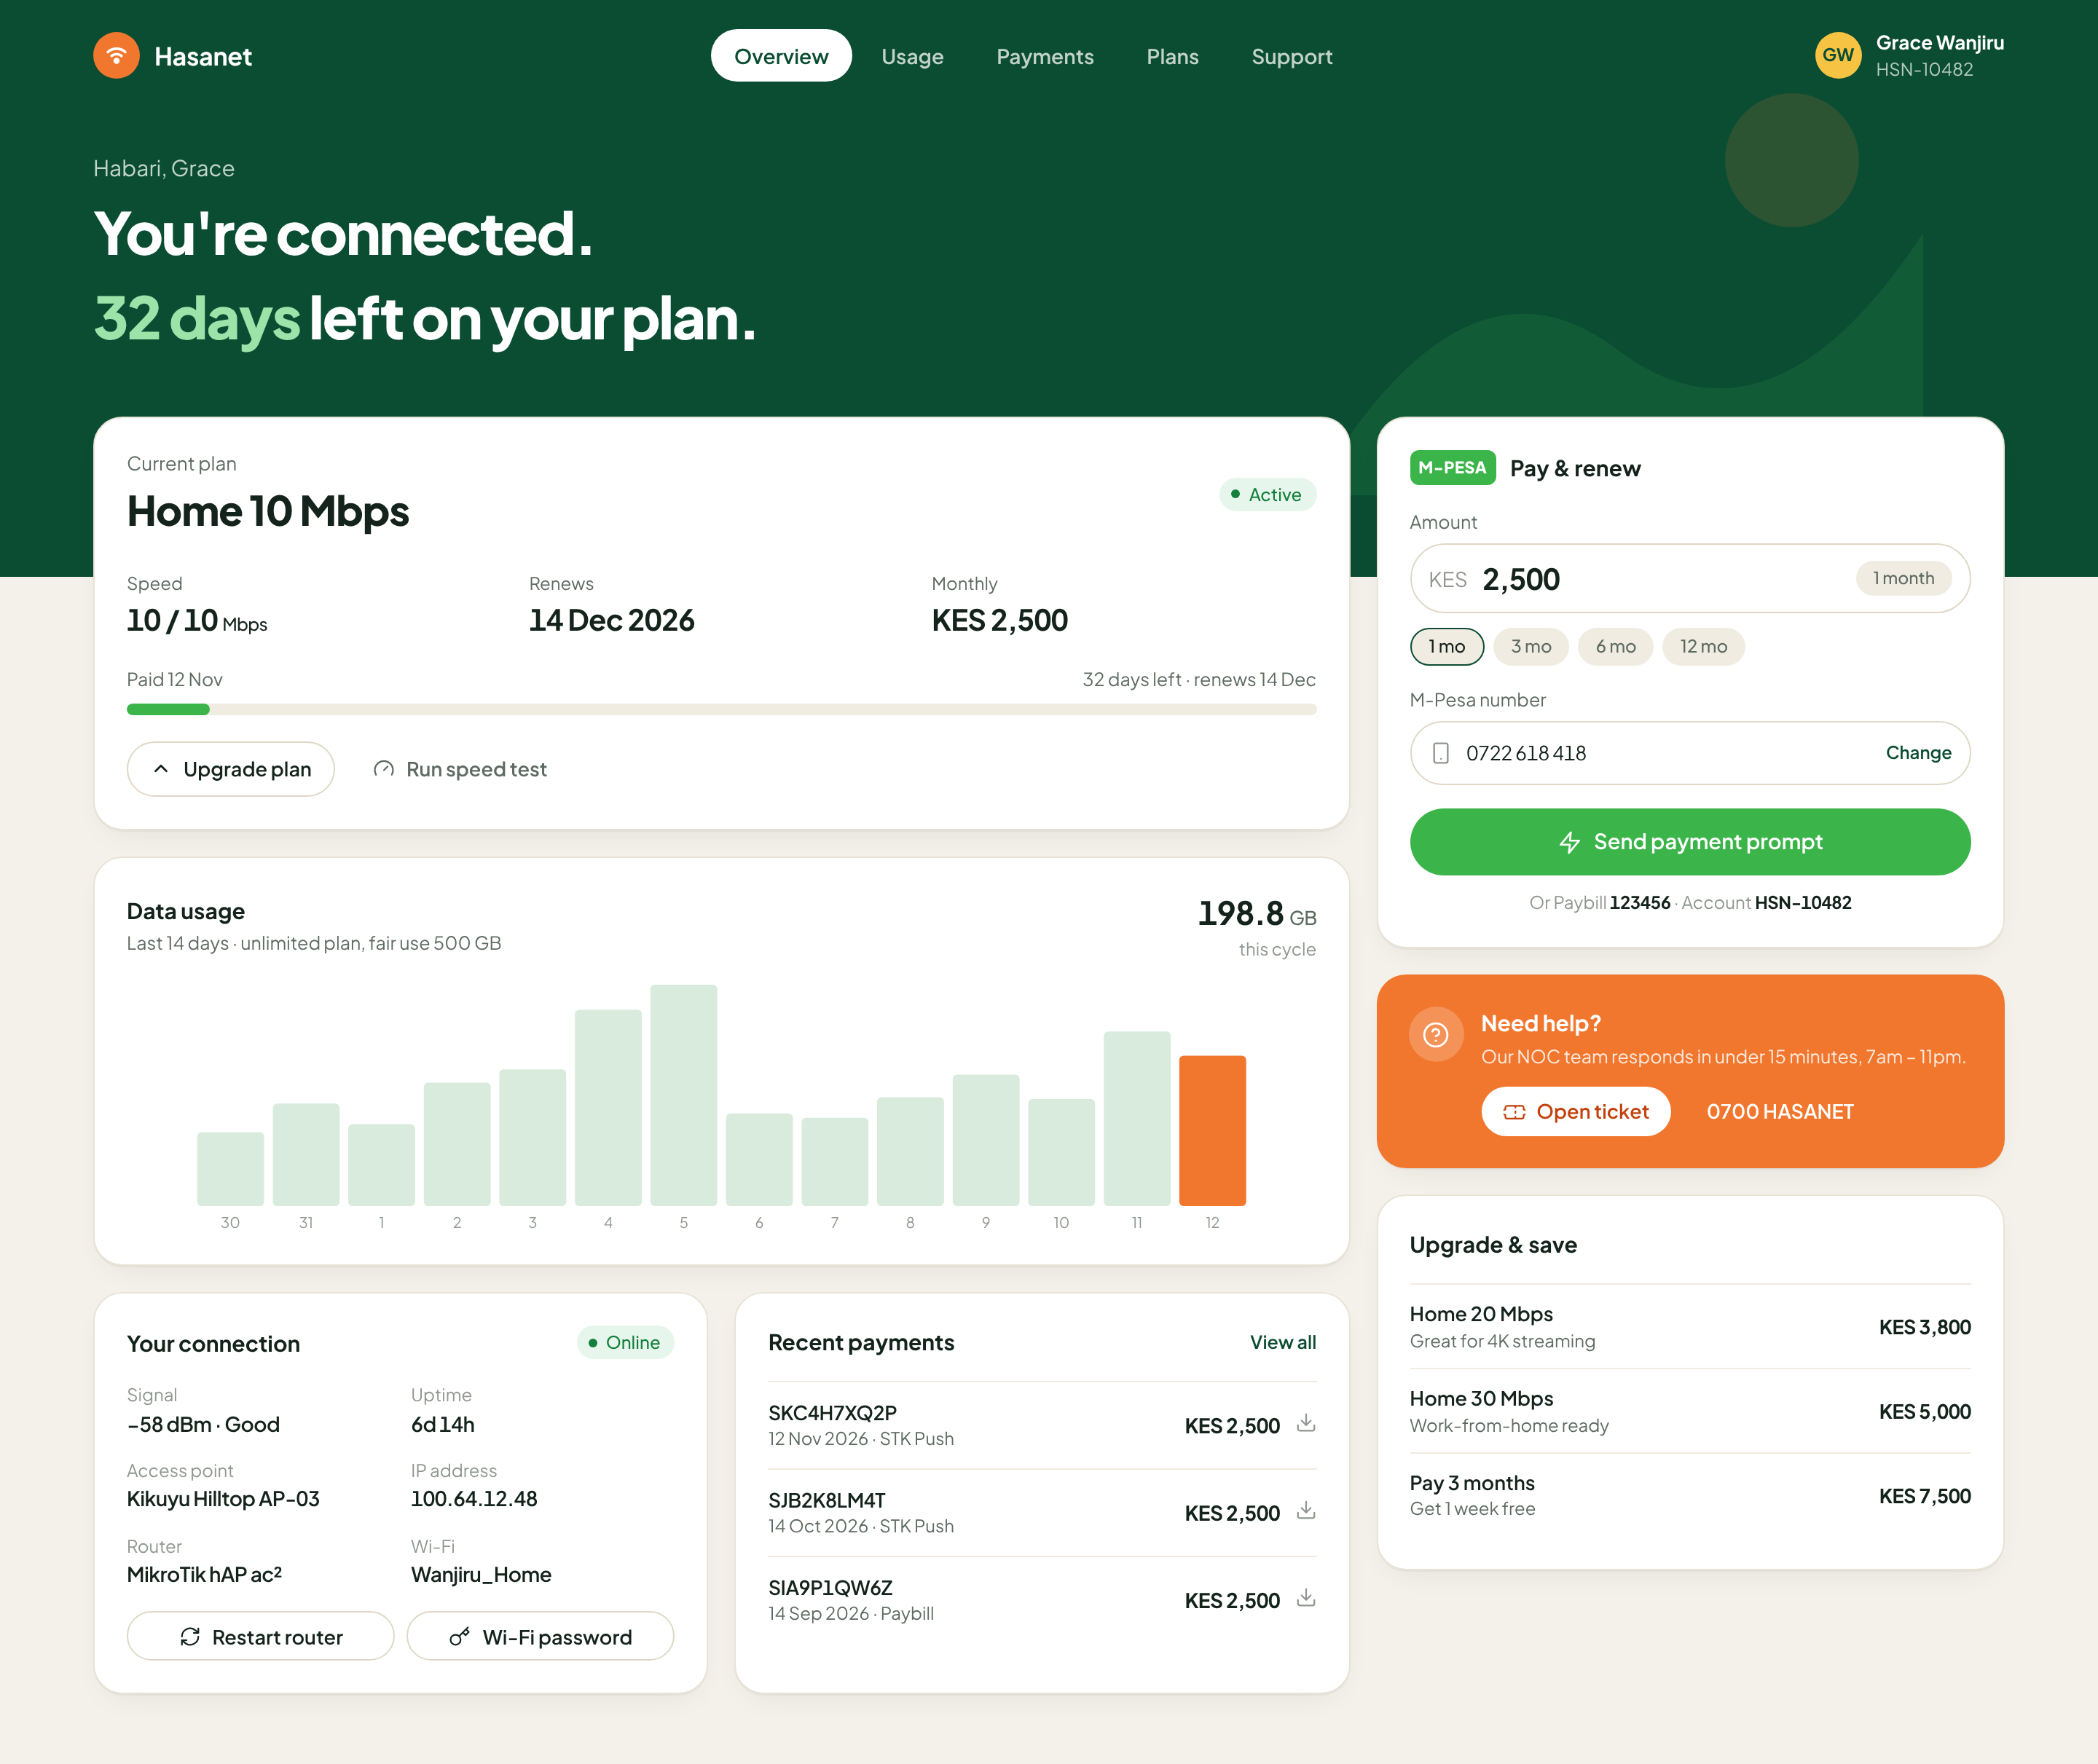 Hasanet
Overview
Usage
Payments
Plans
Support
GW
Grace Wanjiru
HSN-10482
Habari, Grace
You're connected.
32 days left on your plan.
Current plan
Home 10 Mbps
Active
Speed
Renews
Monthly
10 / 10 Mbps
14 Dec 2026
KES 2,500
Paid 12 Nov
32 days left · renews 14 Dec
Upgrade plan
Run speed test
M-PESA
Pay & renew
Amount
KES 2,500
1 month
1 mo
3 mo
6 mo
12 mo
M-Pesa number
0722 618 418
Change
Send payment prompt
Or Paybill 123456 · Account HSN-10482
Data usage
Last 14 days · unlimited plan, fair use 500 GB
198.8 GB
this cycle
30
31
1
2
3
4
5
6
7
8
9
10
11
12
Need help?
Our NOC team responds in under 15 minutes, 7am – 11pm.
Open ticket
0700 HASANET
Your connection
Online
Signal
Uptime
−58 dBm · Good
6d 14h
Access point
IP address
Kikuyu Hilltop AP-03
100.64.12.48
Router
Wi-Fi
MikroTik hAP ac²
Wanjiru_Home
Restart router
Wi-Fi password
Recent payments
View all
SKC4H7XQ2P
12 Nov 2026 · STK Push
KES 2,500
SJB2K8LM4T
14 Oct 2026 · STK Push
KES 2,500
SIA9P1QW6Z
14 Sep 2026 · Paybill
KES 2,500
Upgrade & save
Home 20 Mbps
Great for 4K streaming
KES 3,800
Home 30 Mbps
Work-from-home ready
KES 5,000
Pay 3 months
Get 1 week free
KES 7,500